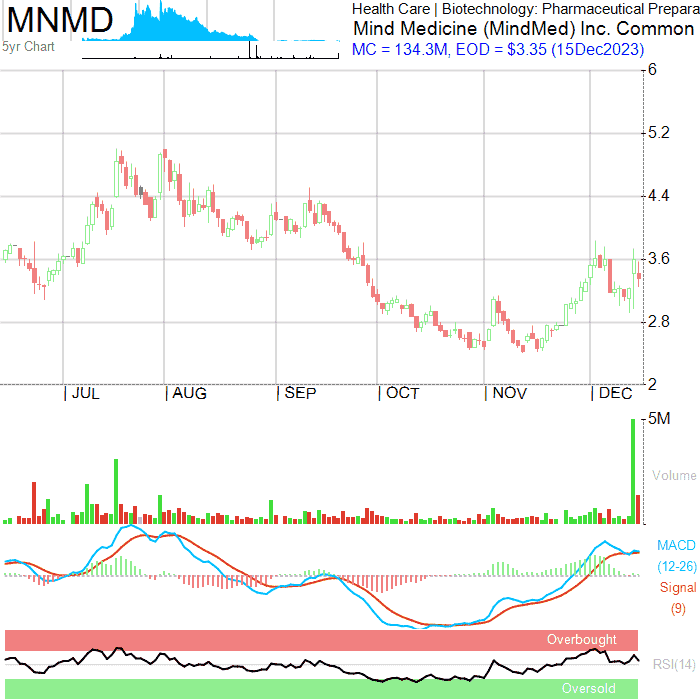 MNMD
5yr Chart
Health Care | Biotechnology: Pharmaceutical Prepara
Mind Medicine (MindMed) Inc. Common
MC = 134.3M, EOD = $3.35 (15Dec2023)
6
5.2
4.4
3.6
2.8
2
| JUL | AUG | SEP | OCT | NOV | DEC
5M
Volume
MACD
(12-26)
Signal
(9)
Overbought
RSI(14)
Oversold